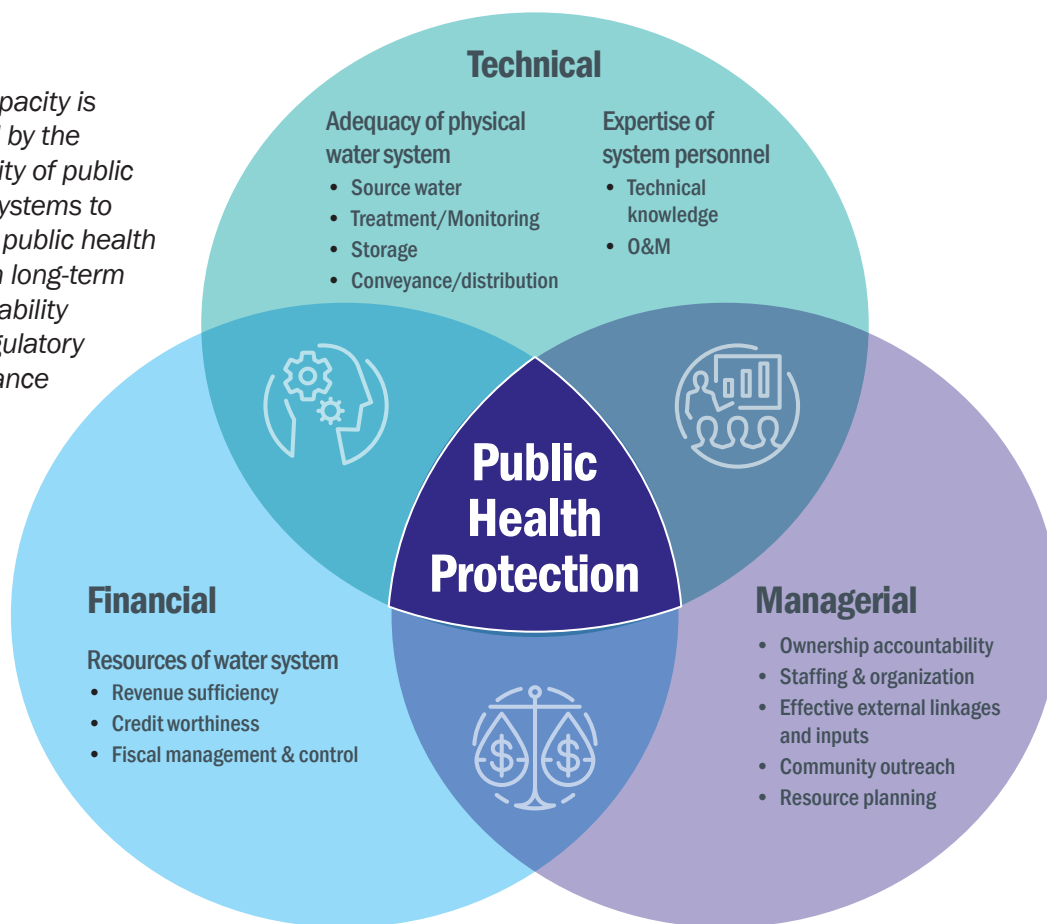 pacity is
by the
ity of public
ystems to
public health
long-term
ability
gulatory
ance
Technical
Adequacy of physical
water system
• Source water
• Treatment/Monitoring
• Storage
• Conveyance/distribution
Expertise of
system personnel
• Technical
knowledge
• O&M
Public
Health
Protection
Financial
Resources of water system
• Revenue sufficiency
• Credit worthiness
• Fiscal management & control
$ $
Managerial
• Ownership accountability
• Staffing & organization
• Effective external linkages
and inputs
• Community outreach
• Resource planning